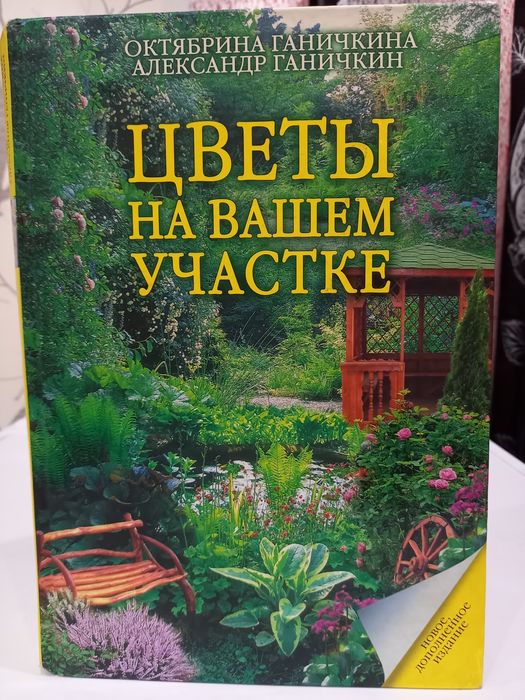 ОКТЯБРИНА ГАНИЧКИНА
АЛЕКСАНДР ГАНИЧКИН
ЦВЕТЫ
НА ВАШЕМ
УЧАСТКЕ
новое
дополненное
издание